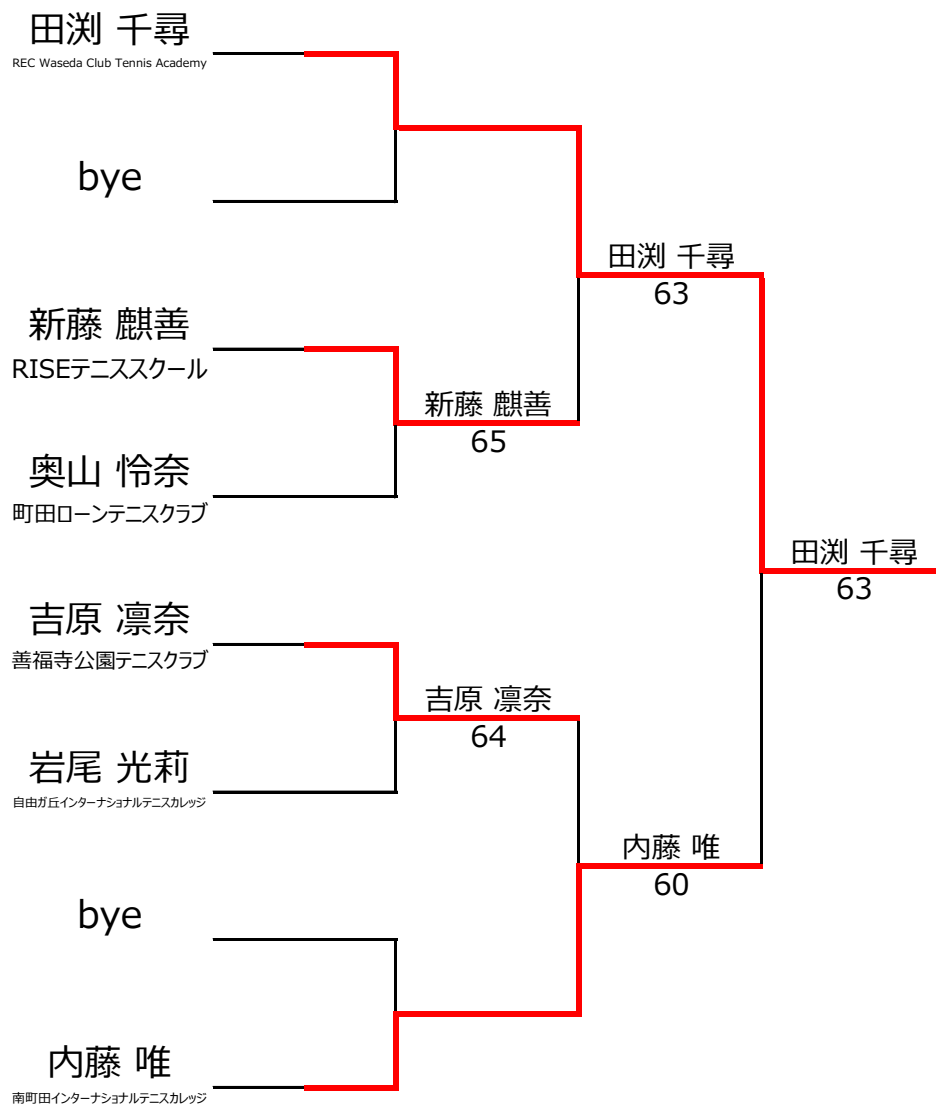 田渕 千尋
REC Waseda Club Tennis Academy
bye
田渕 千尋
63
新藤 麒善
RISEテニススクール
新藤 麒善
65
奥山 怜奈
町田ローンテニスクラブ
田渕 千尋
63
吉原 凛奈
善福寺公園テニスクラブ
吉原 凛奈
64
岩尾 光莉
自由ガ丘インターナショナルテニスカレッジ
内藤 唯
60
bye
内藤 唯
南町田インターナショナルテニスカレッジ